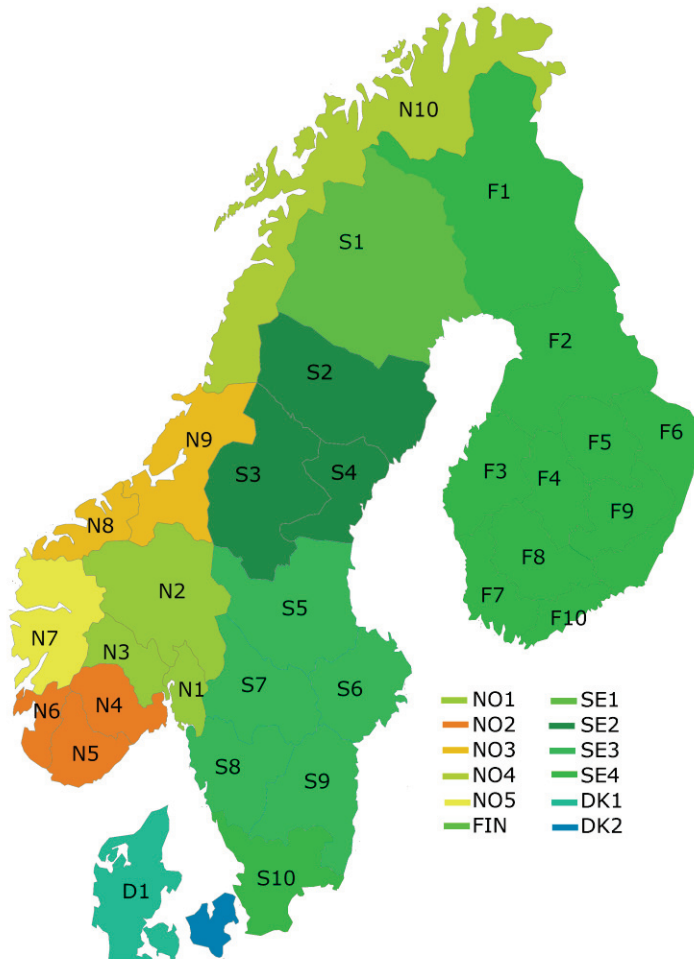 N10
F1
S1
F2
S2
N9
F5
F6
F3
F4
S3
S4
F9
N8
F8
N2
F7
S5
F10
N7
N3
S7
S6
N1
N6
N4
NO1 SE1
NO2 SE2
N5
NO3 SE3
S8
S9
NO4 SE4
NO5 DK1
FIN DK2
S10
D1